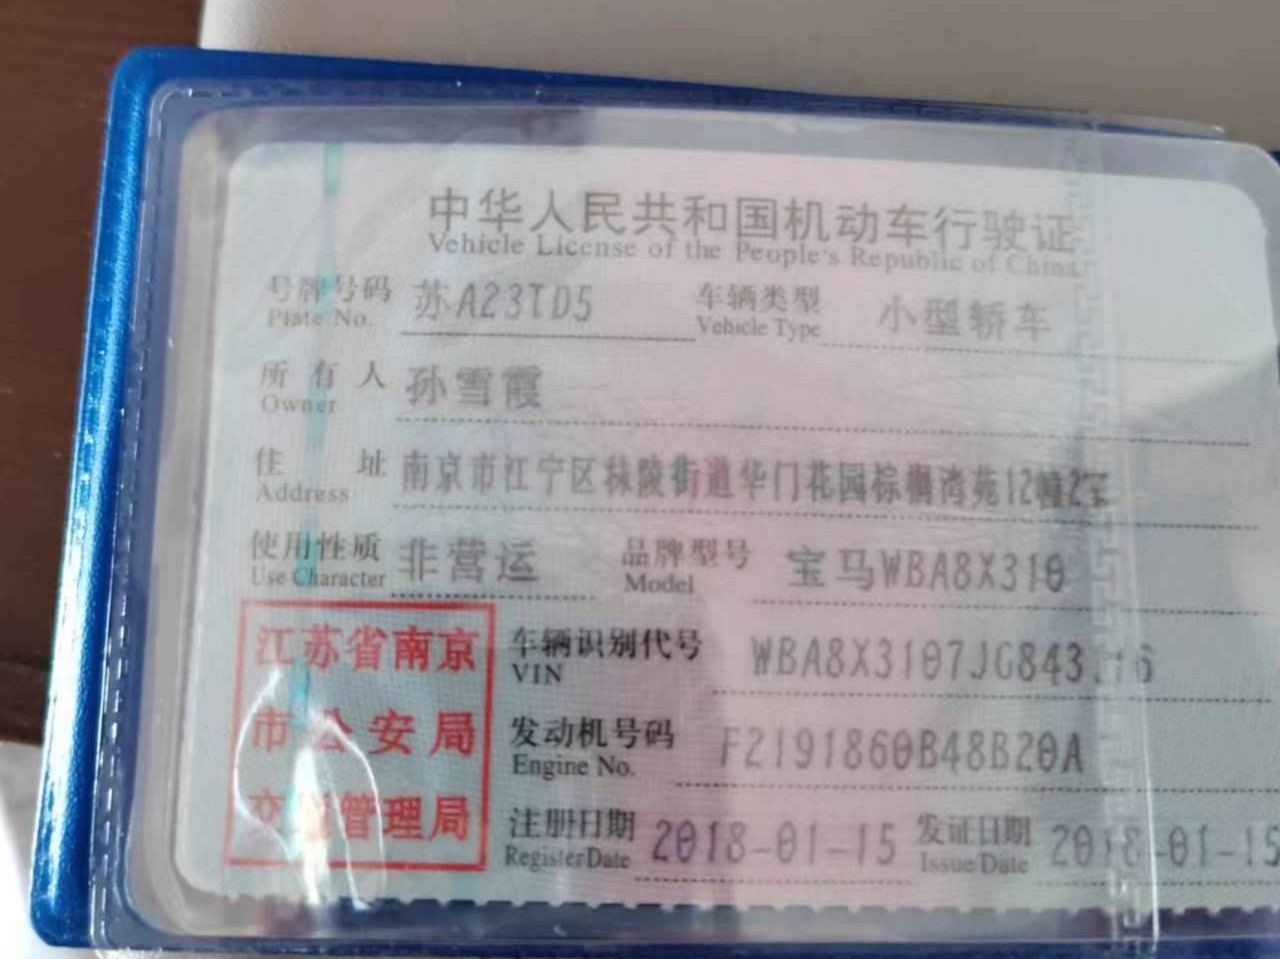 中华人民共和国机动车行驶证
Vehicle License of the People's Republic of China
号牌号码 苏A23TD5 车辆类型 小型轿车
Plate No. Vehicle Type
所有人 孙雪霞
Owner
住址 南京市江宁区秣陵街道华门花园棕榈湾苑12幢2室
Address
使用性质 非营运 品牌型号 宝马WBA8X310
Use Character Model
江苏省南京
市公安局
交通管理局
车辆识别代号
VIN
发动机号码 F2191860B48B20A
Engine No.
注册日期 2018-01-15 发证日期 2018-01-15
Register Date Issue Date